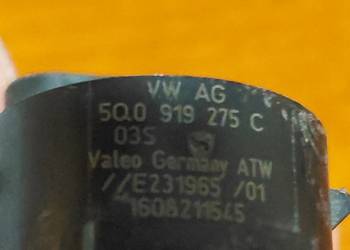 VW AG
5Q0 919 275 C
03S
Valeo Germany ATW
//E231965 /01
1608211545